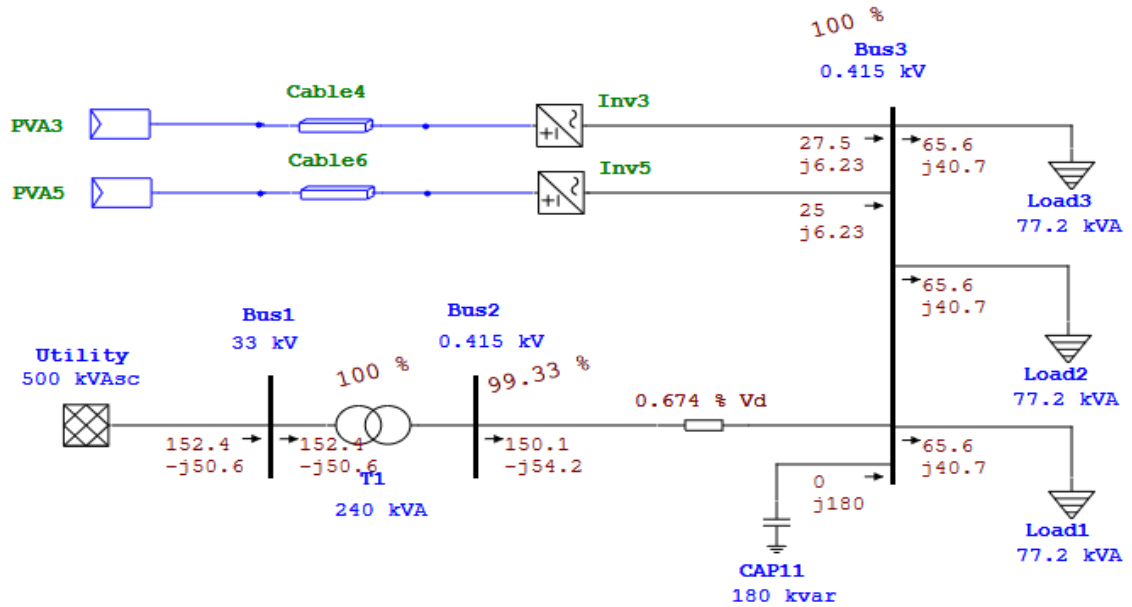 100 %
Bus3
0.415 kV
Cable4
Inv3
PVA3
27.5
j6.23
65.6
j40.7
Load3
77.2 kVA
Cable6
Inv5
PVA5
25
j6.23
65.6
j40.7
Load2
77.2 kVA
Bus1
33 kV
Bus2
0.415 kV
Utility
500 kVAsc
100 %
99.33 %
0.674 % Vd
152.4
-j50.6
152.4
-j50.6
T1
240 kVA
150.1
-j54.2
65.6
j40.7
0
j180
Load1
77.2 kVA
CAP11
180 kvar